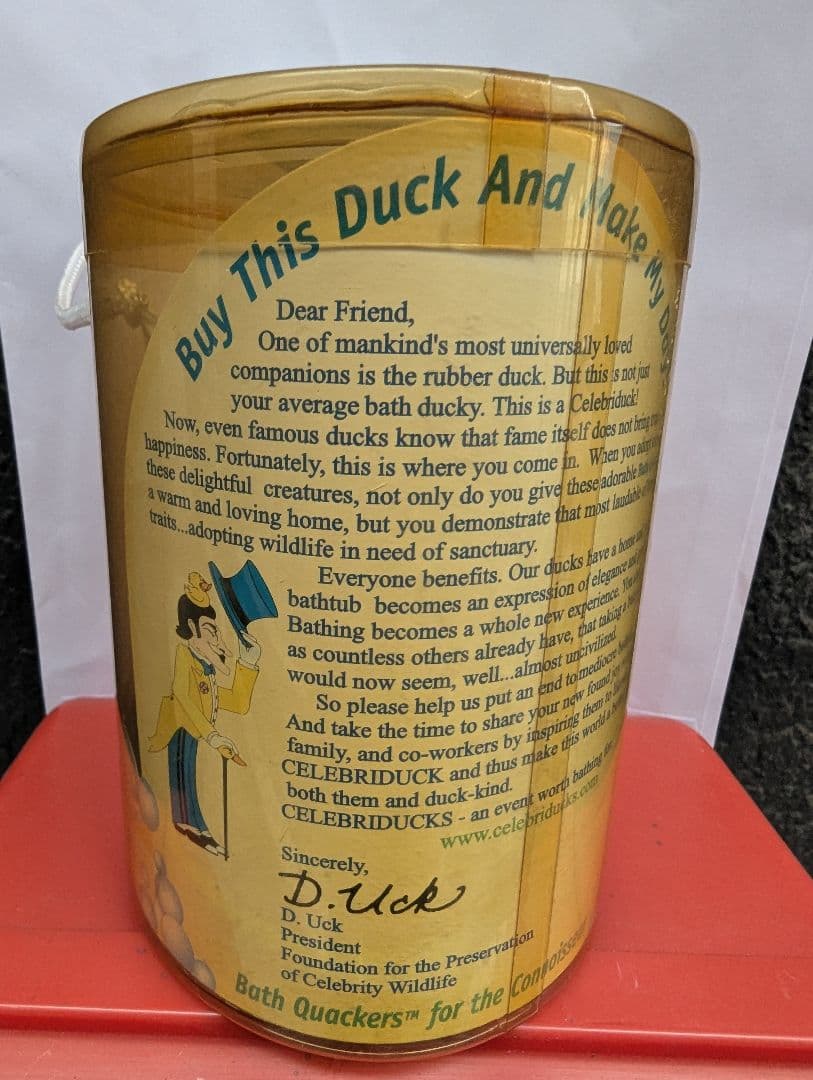 Buy This Duck And Make My
Dear Friend,
One of mankind's most universally loved
companions is the rubber duck. But this is not just
your average bath ducky. This is a Celebriduck!
Now, even famous ducks know that fame itself does not bring
happiness. Fortunately, this is where you come in. When you
these delightful creatures, not only do you give these adorable
a warm and loving home, but you demonstrate that most laudable
traits...adopting wildlife in need of sanctuary.
Everyone benefits. Our ducks have a home
bathtub becomes an expression of elegance
Bathing becomes a whole new experience.
as countless others already have, that taking a
would now seem, well...almost uncivilized.
So please help us put an end to mediocre
And take the time to share your new found
family, and co-workers by inspiring them to
CELEBRIDUCK and thus make this world a
both them and duck-kind.
CELEBRIDUCKS - an event worth bathing
www.celebriducks.com
Sincerely,
D. Uck
D. Uck
President
Foundation for the Preservation
of Celebrity Wildlife
Bath Quackers™ for the Connoisseur